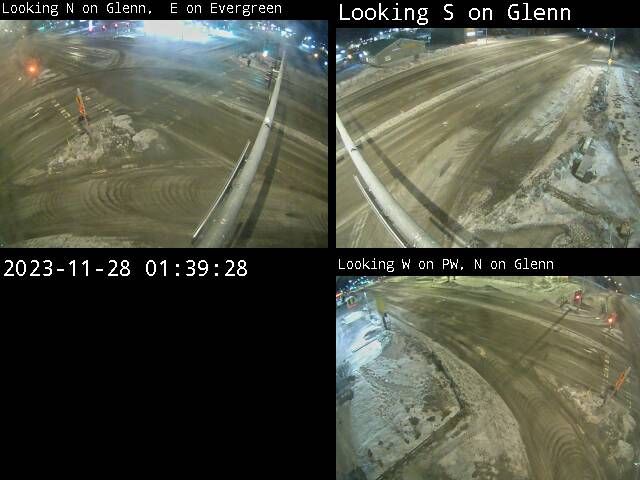 Looking N on Glenn,  E on Evergreen
Looking S on Glenn
2023-11-28 01:39:28
Looking W on PW, N on Glenn